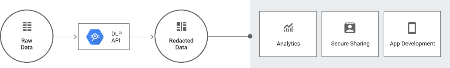 Raw
Data
DLP
API
Redacted
Data
Analytics
Secure Sharing
App Development